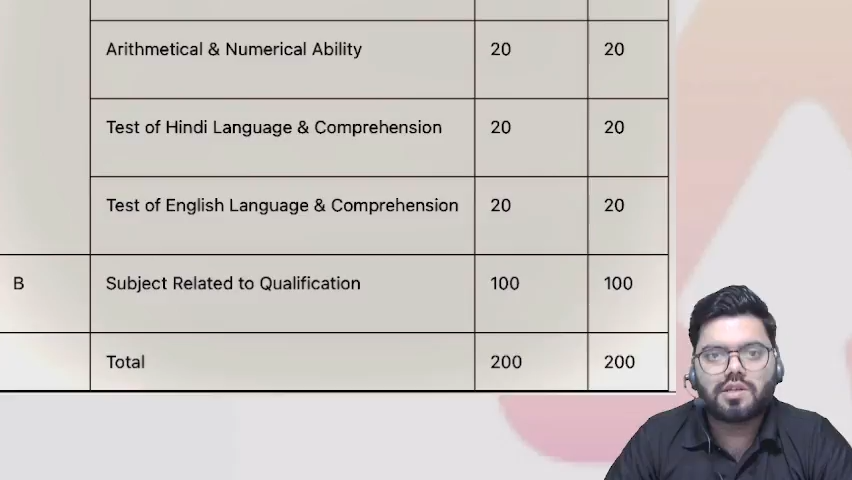 Arithmetical & Numerical Ability 20 20
Test of Hindi Language & Comprehension 20 20
Test of English Language & Comprehension 20 20
B Subject Related to Qualification 100 100
Total 200 200